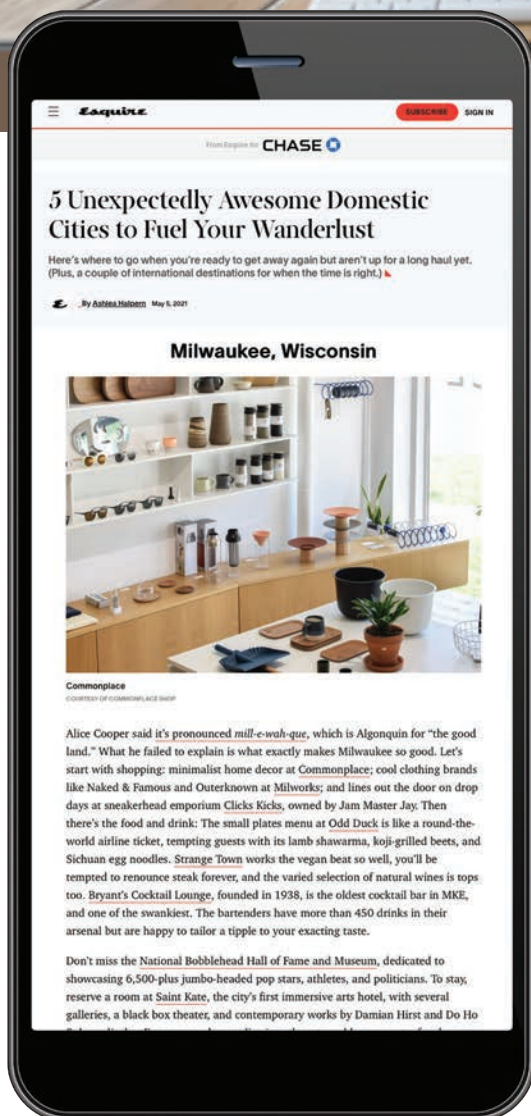 Esquire
SUBSCRIBE
SIGN IN
From Esquire for CHASE
5 Unexpectedly Awesome Domestic
Cities to Fuel Your Wanderlust
Here's where to go when you're ready to get away again but aren't up for a long haul yet.
(Plus, a couple of international destinations for when the time is right.)
By Ashlea Halpern May 5, 2021
Milwaukee, Wisconsin
Commonplace
COURTESY OF COMMONPLACE SHOP
Alice Cooper said it's pronounced mill-e-wah-que, which is Algonquin for "the good
land." What he failed to explain is what exactly makes Milwaukee so good. Let's
start with shopping: minimalist home decor at Commonplace; cool clothing brands
like Naked & Famous and Outerknown at Milworks; and lines out the door on drop
days at sneakerhead emporium Clicks Kicks, owned by Jam Master Jay. Then
there's the food and drink: The small plates menu at Odd Duck is like a round-the-
world airline ticket, tempting guests with its lamb shawarma, koji-grilled beets, and
Sichuan egg noodles. Strange Town works the vegan beat so well, you'll be
tempted to renounce steak forever, and the varied selection of natural wines is tops
too. Bryant's Cocktail Lounge, founded in 1938, is the oldest cocktail bar in MKE,
and one of the swankiest. The bartenders have more than 450 drinks in their
arsenal but are happy to tailor a tipple to your exacting taste.
Don't miss the National Bobblehead Hall of Fame and Museum, dedicated to
showcasing 6,500-plus jumbo-headed pop stars, athletes, and politicians. To stay,
reserve a room at Saint Kate, the city's first immersive arts hotel, with several
galleries, a black box theater, and contemporary works by Damian Hirst and Do Ho